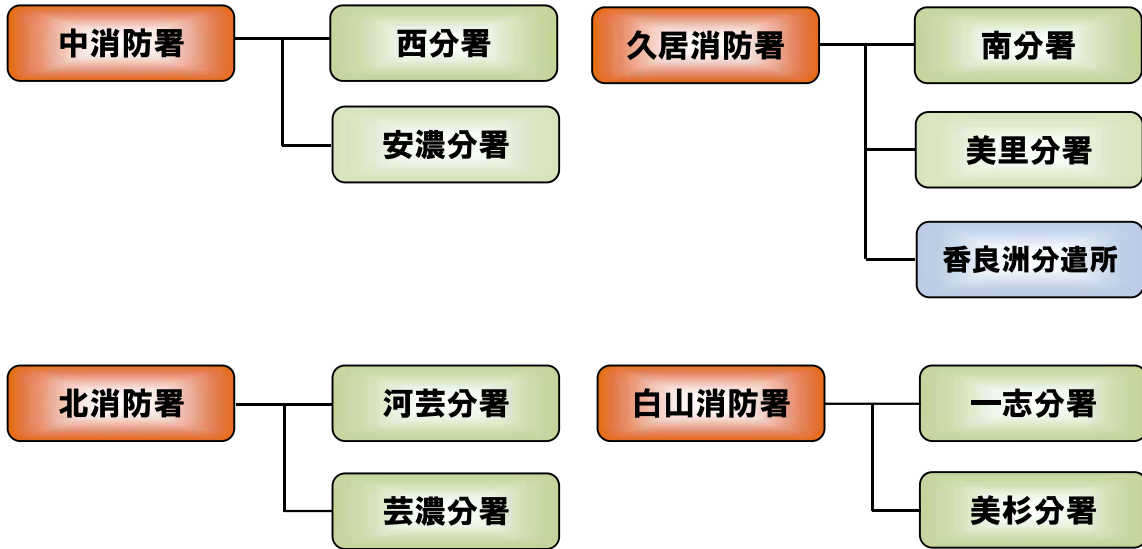 中消防署
西分署
安濃分署
久居消防署
南分署
美里分署
香良洲分遣所
北消防署
河芸分署
芸濃分署
白山消防署
一志分署
美杉分署